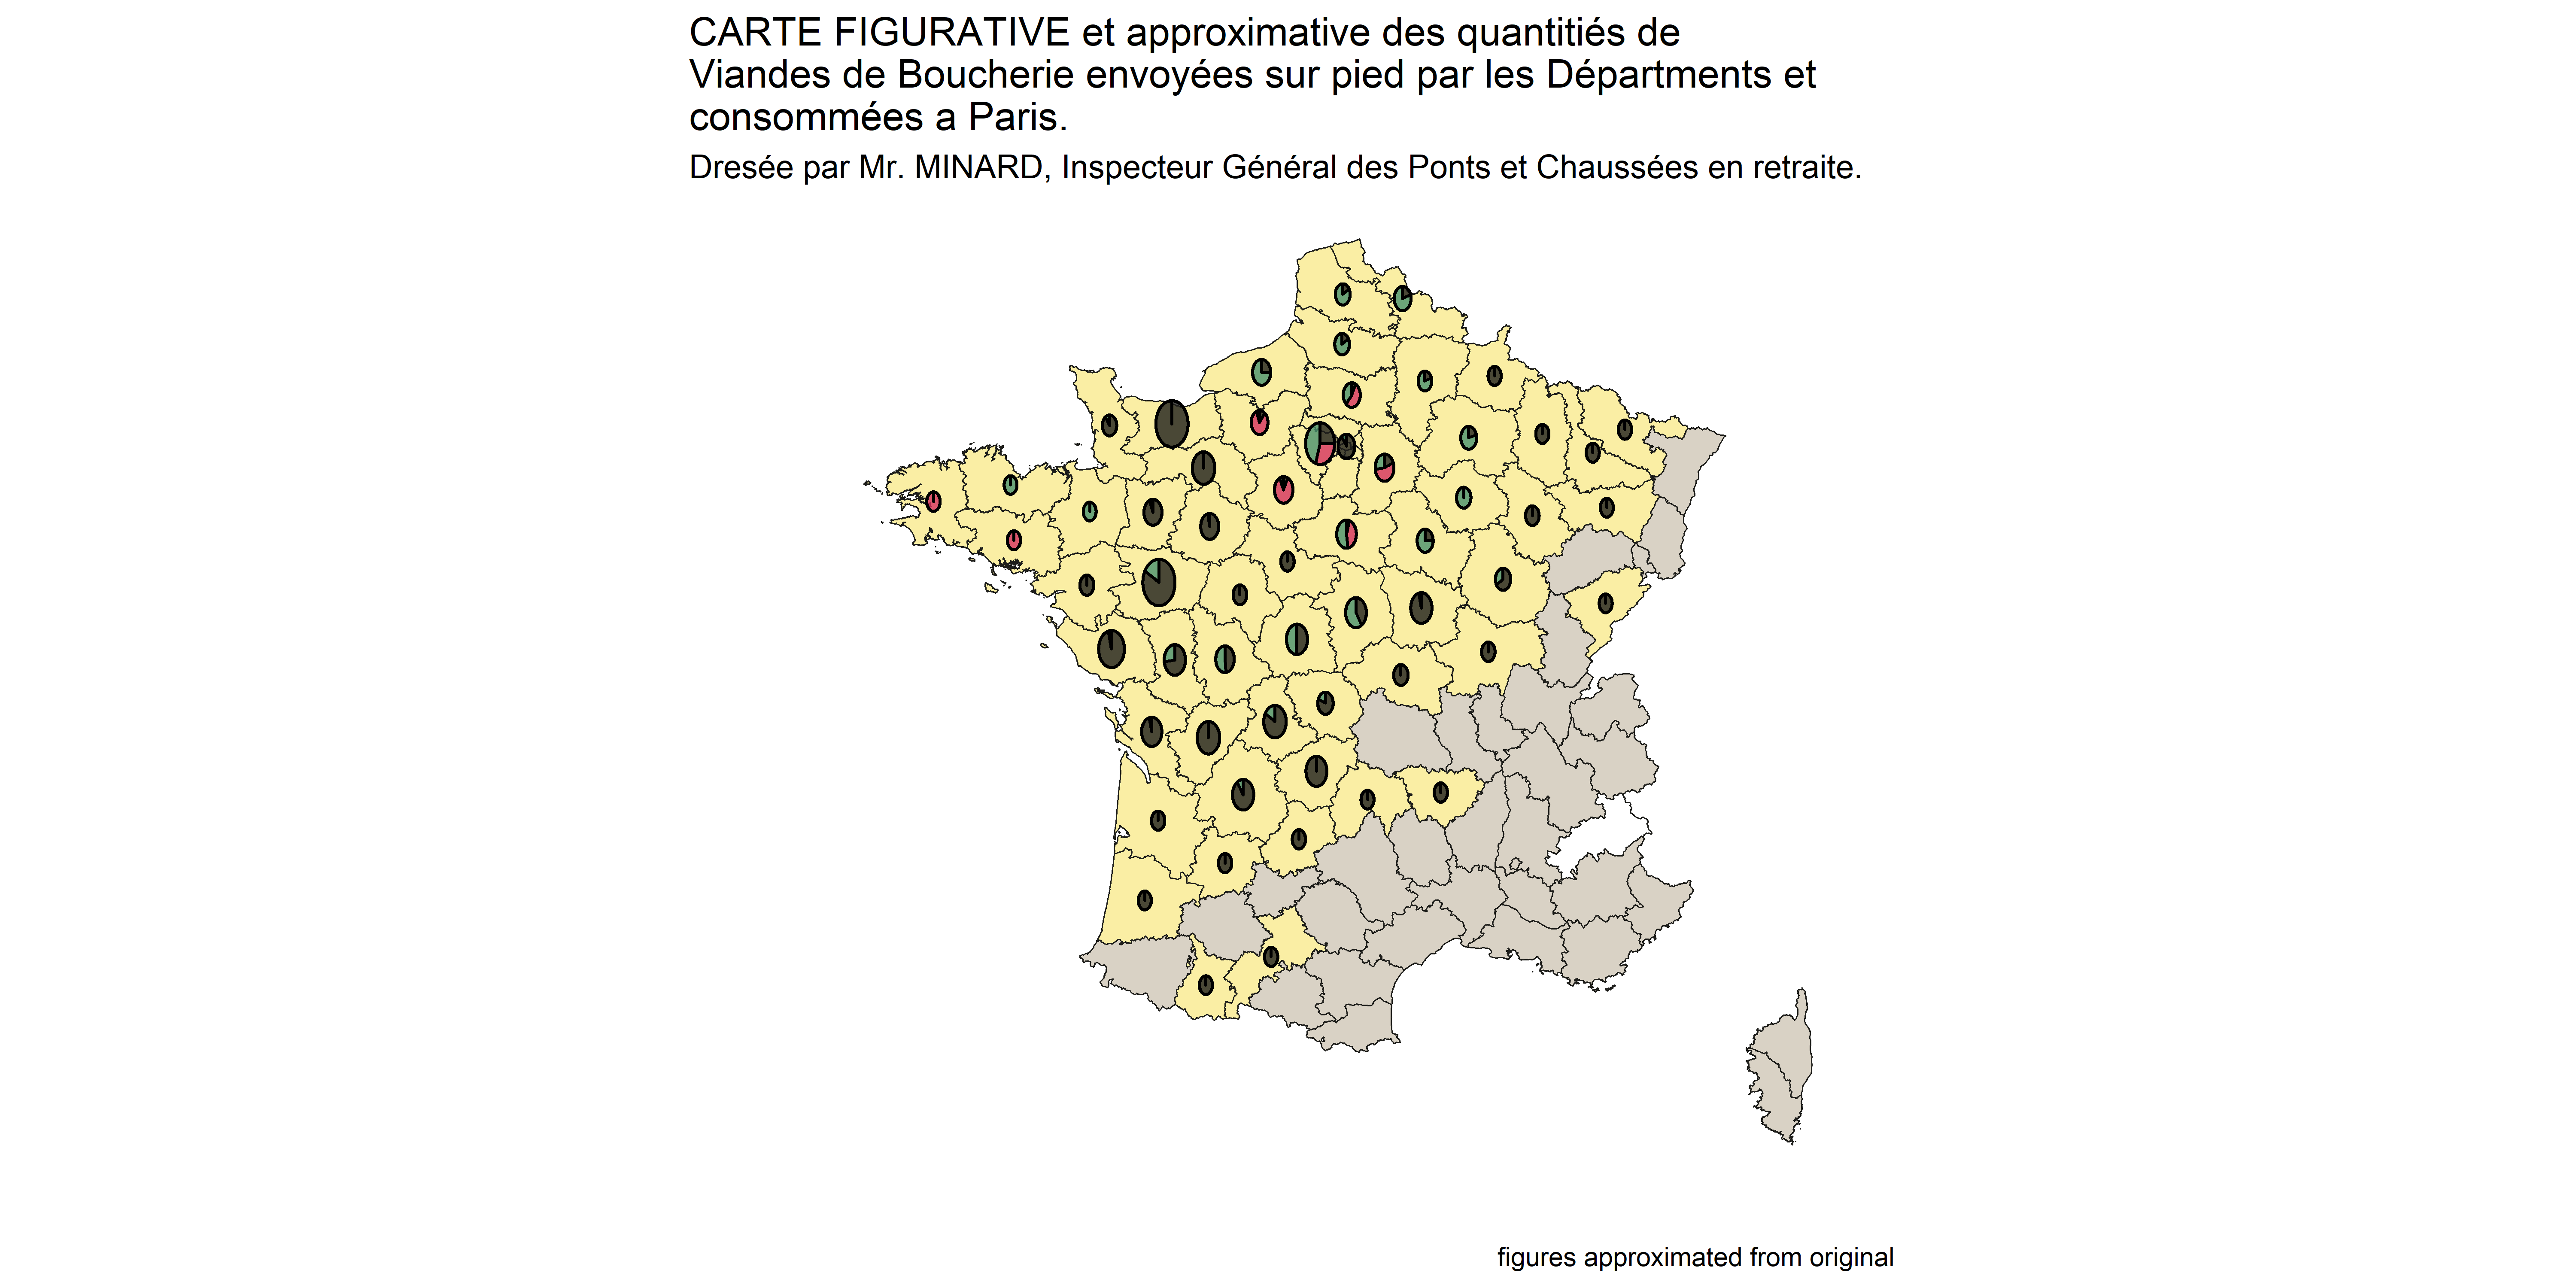 CARTE FIGURATIVE et approximative des quantitiés de
Viandes de Boucherie envoyées sur pied par les Départments et
consommées a Paris.
Dresée par Mr. MINARD, Inspecteur Général des Ponts et Chaussées en retraite.
figures approximated from original